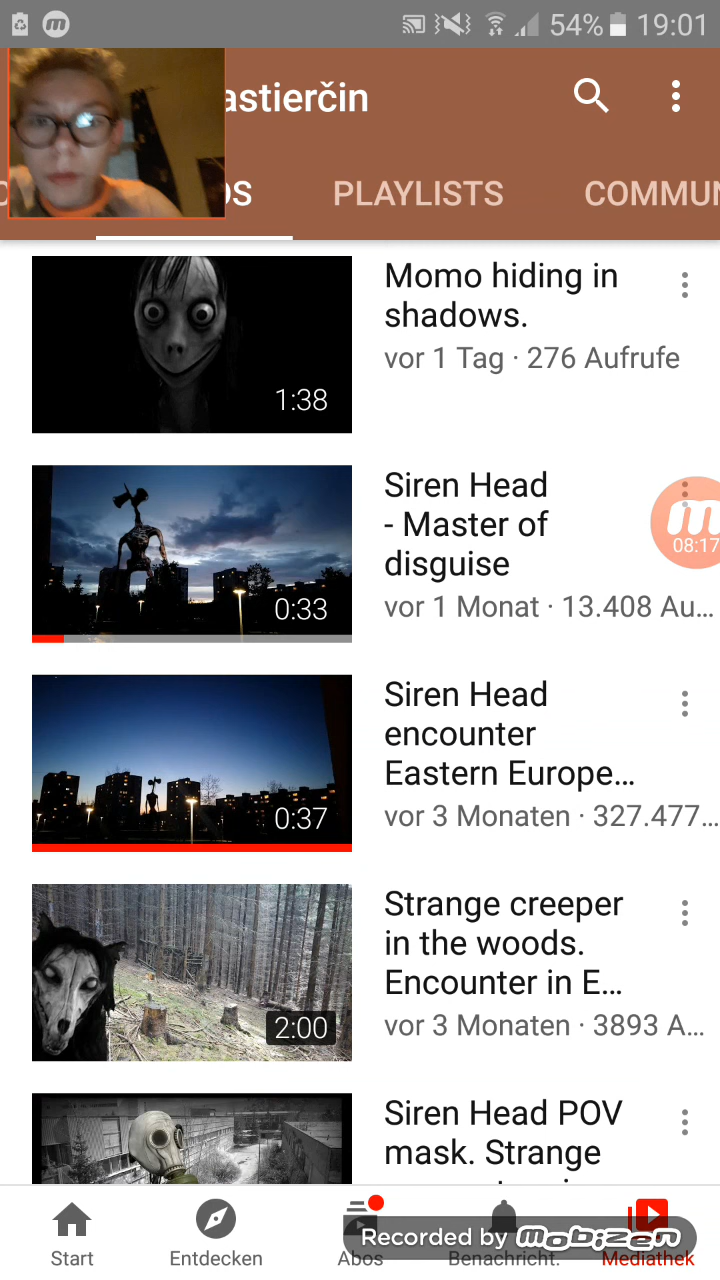 54% 19:01
astierčin
OS PLAYLISTS COMMUN
Momo hiding in
shadows.
vor 1 Tag · 276 Aufrufe
1:38
Siren Head
- Master of
disguise
vor 1 Monat · 13.408 Au...
0:33
08:17
Siren Head
encounter
Eastern Europe...
vor 3 Monaten · 327.477...
0:37
Strange creeper
in the woods.
Encounter in E...
vor 3 Monaten · 3893 A...
2:00
Siren Head POV
mask. Strange
Recorded by Mobizen
Start Entdecken Abos Benachricht. Mediathek